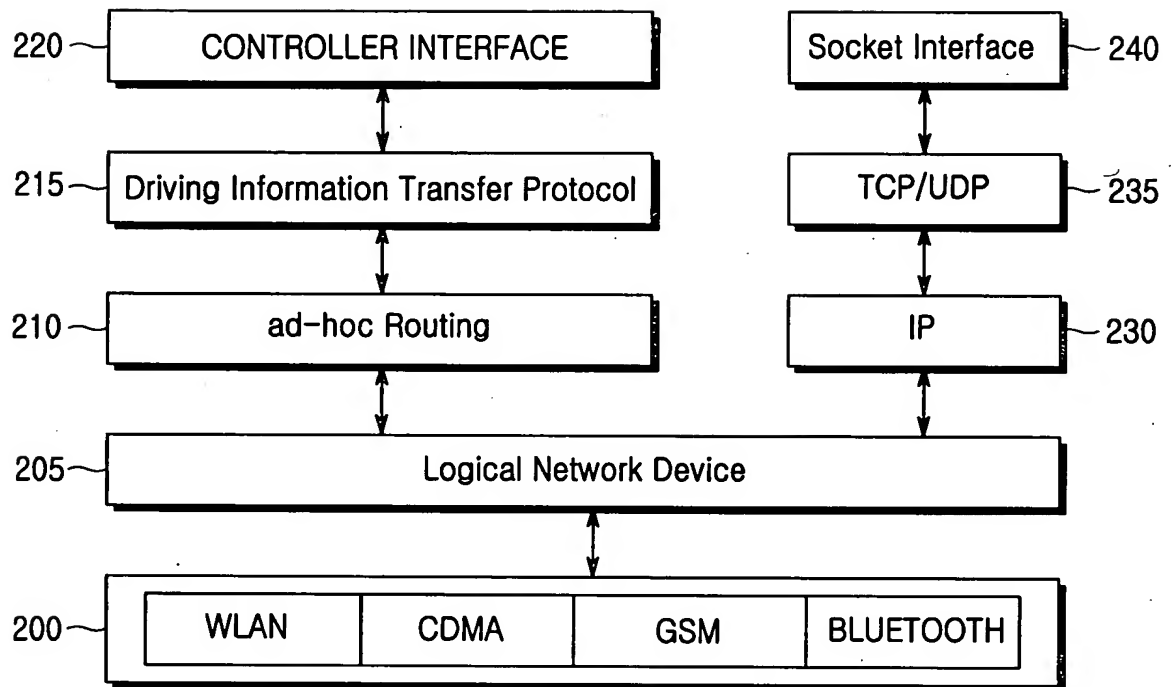 220 CONTROLLER INTERFACE Socket Interface 240
215 Driving Information Transfer Protocol TCP/UDP 235
210 ad-hoc Routing IP 230
205 Logical Network Device
200 WLAN CDMA GSM BLUETOOTH